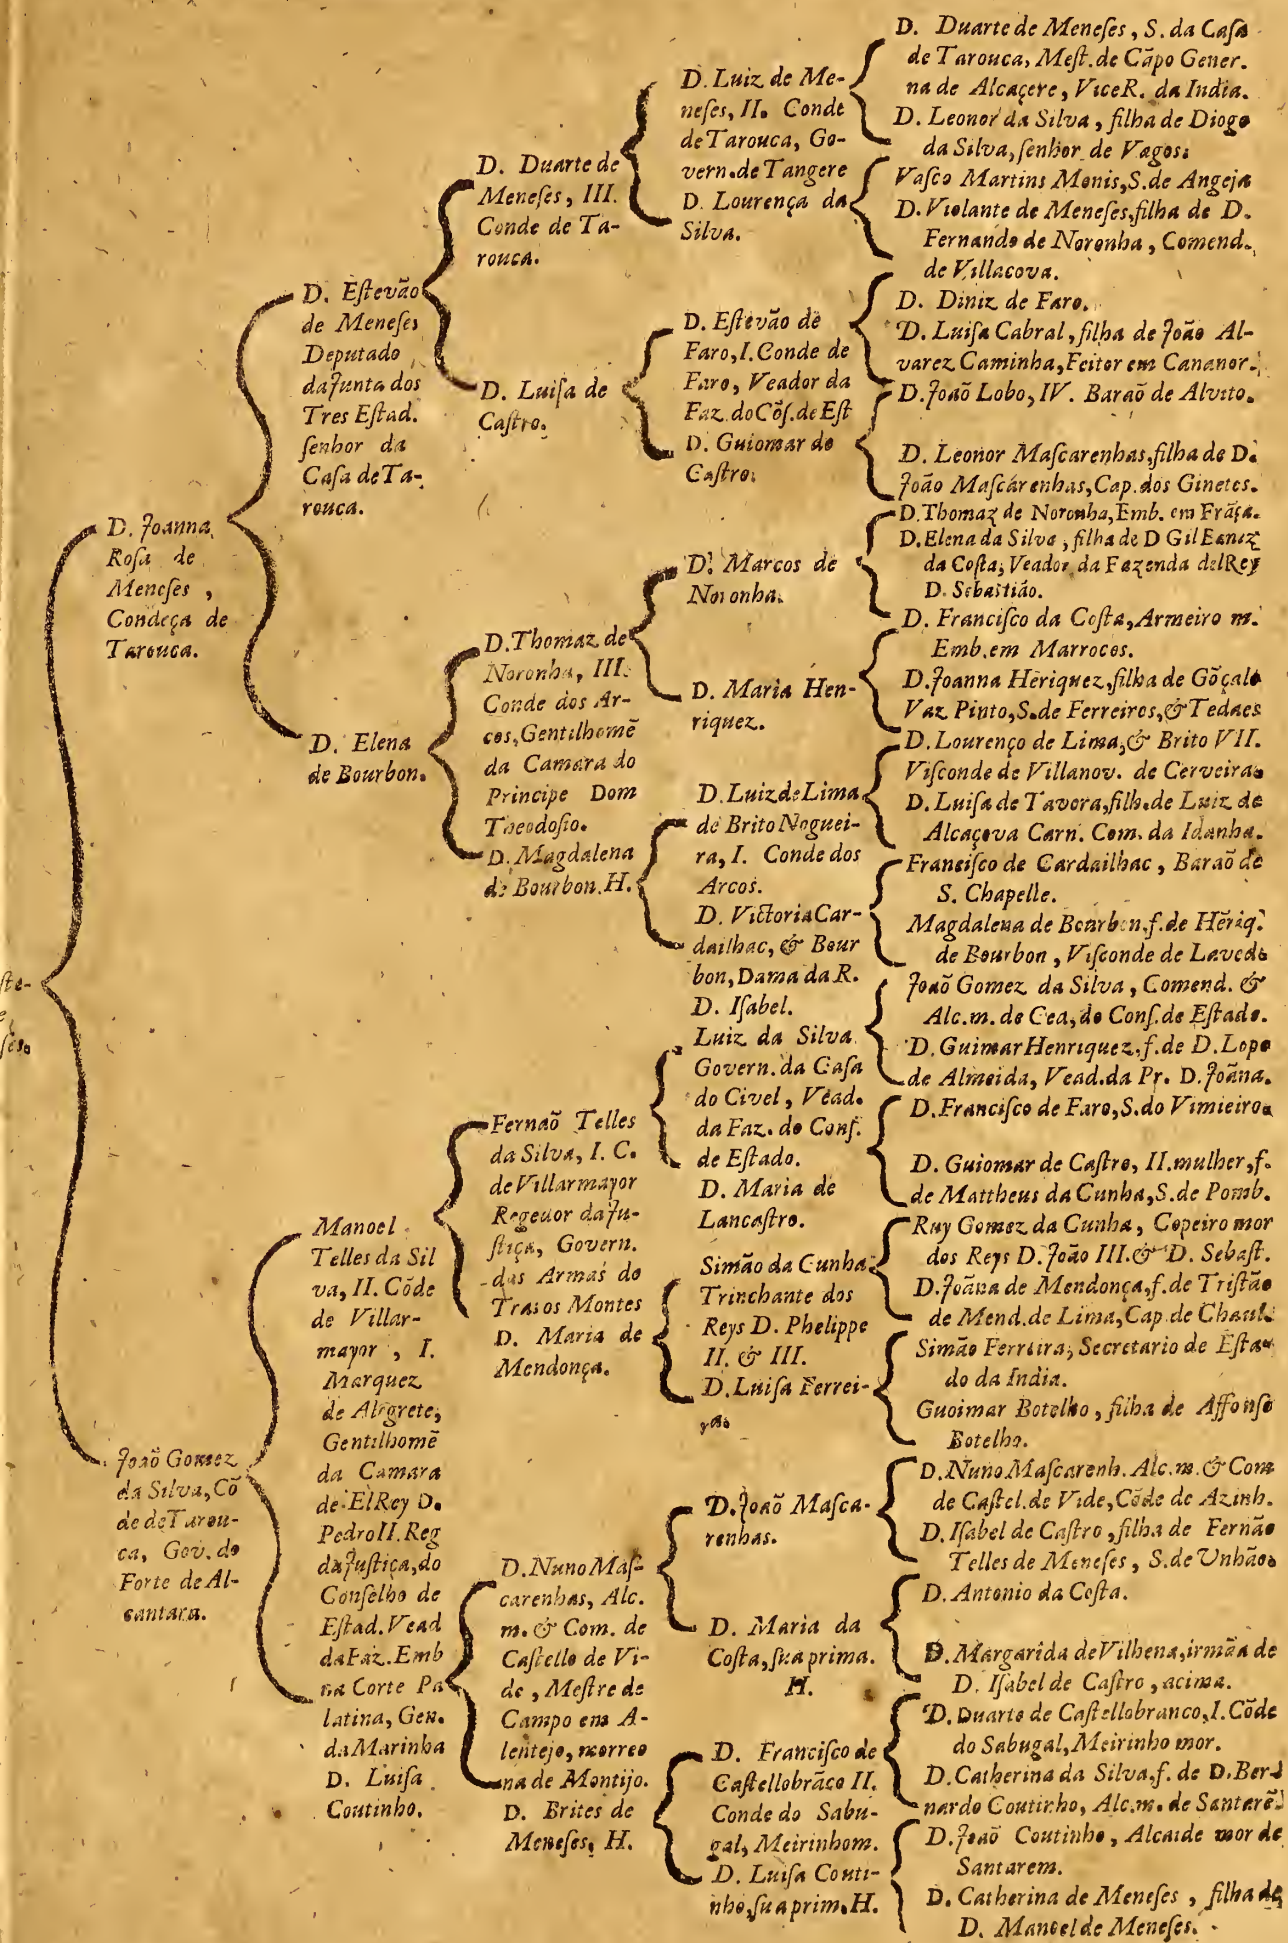 D. Joanna
Rosa de
Meneses ,
Condeça de
Tarouca.
Joaõ Gomez
da Silva, Cõ
de de Tarou-
ca, Gov. do
Forte de Al-
cantara.
D. Estevão
de Meneses
Deputado
da Junta dos
Tres Estad.
senhor da
Casa de Ta-
rouca.
D. Elena
de Bourbon.
Manoel
Telles da Sil
va, II. Cõde
de Villar-
mayor , I.
Marquez
de Alegrete,
Gentilhomẽ
da Camara
de ElRey D.
Pedro II. Reg
da Justiça, do
Conselho de
Estad. Vead
da Faz. Emb
na Corte Pa
latina, Gen.
da Marinha
D. Luisa
Coutinho.
D. Duarte de
Meneses, III.
Conde de Ta-
rouca.
D. Luisa de
Castro.
D. Thomaz de
Noronha, III.
Conde dos Ar-
cos, Gentilhomẽ
da Camara do
Principe Dom
Theodosio.
D. Magdalena
de Bourbon. H.
Fernaõ Telles
da Silva, I. C.
de Villarmayor
Regedor da Ju-
stiça, Govern.
das Armas de
Tras os Montes
D. Maria de
Mendonça.
D. Nuno Mas-
carenhas, Alc.
m. & Com. de
Castello de Vi-
de , Mestre de
Campo em A-
lentejo, morreo
na de Montijo.
D. Brites de
Meneses, H.
D. Luiz de Me-
neses, II. Conde
de Tarouca, Go-
vern. de Tangere
D. Lourença da
Silva.
D. Estevão de
Faro, I. Conde de
Faro, Veador da
Faz. do Cõs. de Est
D. Guiomar de
Castro.
D. Marcos de
Noronha.
D. Maria Hen-
riquez.
D. Luiz de Lima
de Brito Noguei-
ra, I. Conde dos
Arcos.
D. Victoria Car-
dailhac, & Bour
bon, Dama da R.
D. Isabel.
Luiz da Silva
Govern. da Casa
do Civel, Vead.
da Faz. do Cons.
de Estado.
D. Maria de
Lancastro.
Simão da Cunha
Trinchante dos
Reys D. Phelippe
II. & III.
D. Luisa Ferrei-
ra.
D. Joaõ Masca-
renhas.
D. Maria da
Costa, sua prima.
H.
D. Francisco de
Castellobrãco II.
Conde do Sabu-
gal, Meirinhom.
D. Luisa Couti-
nho, sua prim. H.
D. Duarte de Meneses, S. da Casa
de Tarouca, Mest. de Cãpo Gener.
na de Alcaçere, ViceR. da India.
D. Leonor da Silva, filha de Diogo
da Silva, senhor de Vagos.
Vasco Martins Monis, S. de Angeja
D. Violante de Meneses, filha de D.
Fernando de Noronha, Comend.
de Villacova.
D. Diniz de Faro.
D. Luisa Cabral, filha de João Al-
varez Caminha, Feitor em Cananor.
D. João Lobo, IV. Baraõ de Alvito.
D. Leonor Mascarenhas, filha de D.
João Mascarenhas, Cap. dos Ginetes.
D. Thomaz de Noronha, Emb. em Frãça.
D. Elena da Silva, filha de D Gil Eanez
da Costa, Veador da Fazenda delRey
D. Sebastião.
D. Francisco da Costa, Armeiro m.
Emb. em Marrocos.
D. Joanna Hẽriquez, filha de Gõçalo
Vaz Pinto, S. de Ferreiros, & Tedaes
D. Lourenço de Lima, & Brito VII.
Visconde de Villanov. de Cerveira.
D. Luisa de Tavora, filh. de Luiz de
Alcaçova Carn. Com. da Idanha.
Francisco de Cardailhac, Baraõ de
S. Chapelle.
Magdalena de Bourbon. f. de Hẽriq.
de Bourbon, Visconde de Lavedã
Joaõ Gomez da Silva, Comend. &
Alc. m. de Cea, do Cons. de Estado.
D. Guimar Henriquez, f. de D. Lopo
de Almeida, Vead. da Pr. D. Joãna.
D. Francisco de Faro, S. do Vimieiro.
D. Guiomar de Castro, II. mulher, f.
de Mattheus da Cunha, S. de Pomb.
Ruy Gomez da Cunha, Copeiro mor
dos Reys D. João III. & D. Sebast.
D. Joãna de Mendonça, f. de Tristão
de Mend. de Lima, Cap. de Chaul.
Simão Ferreira, Secretario de Esta-
do da India.
Guoimar Botelho, filha de Affonso
Botelho.
D. Nuno Mascarenh. Alc. m. & Com
de Castel. de Vide, Cõde de Azinh.
D. Isabel de Castro, filha de Fernão
Telles de Meneses, S. de Unhão.
D. Antonio da Costa.
D. Margarida de Vilhena, irmãa de
D. Isabel de Castro, acima.
D. Duarte de Castellobranco, I. Cõde
do Sabugal, Meirinho mor.
D. Catherina da Silva, f. de D. Ber-
nardo Coutinho, Alc. m. de Santarẽ.
D. Joaõ Coutinho, Alcaide mor de
Santarem.
D. Catherina de Meneses, filha de
D. Manoel de Meneses.